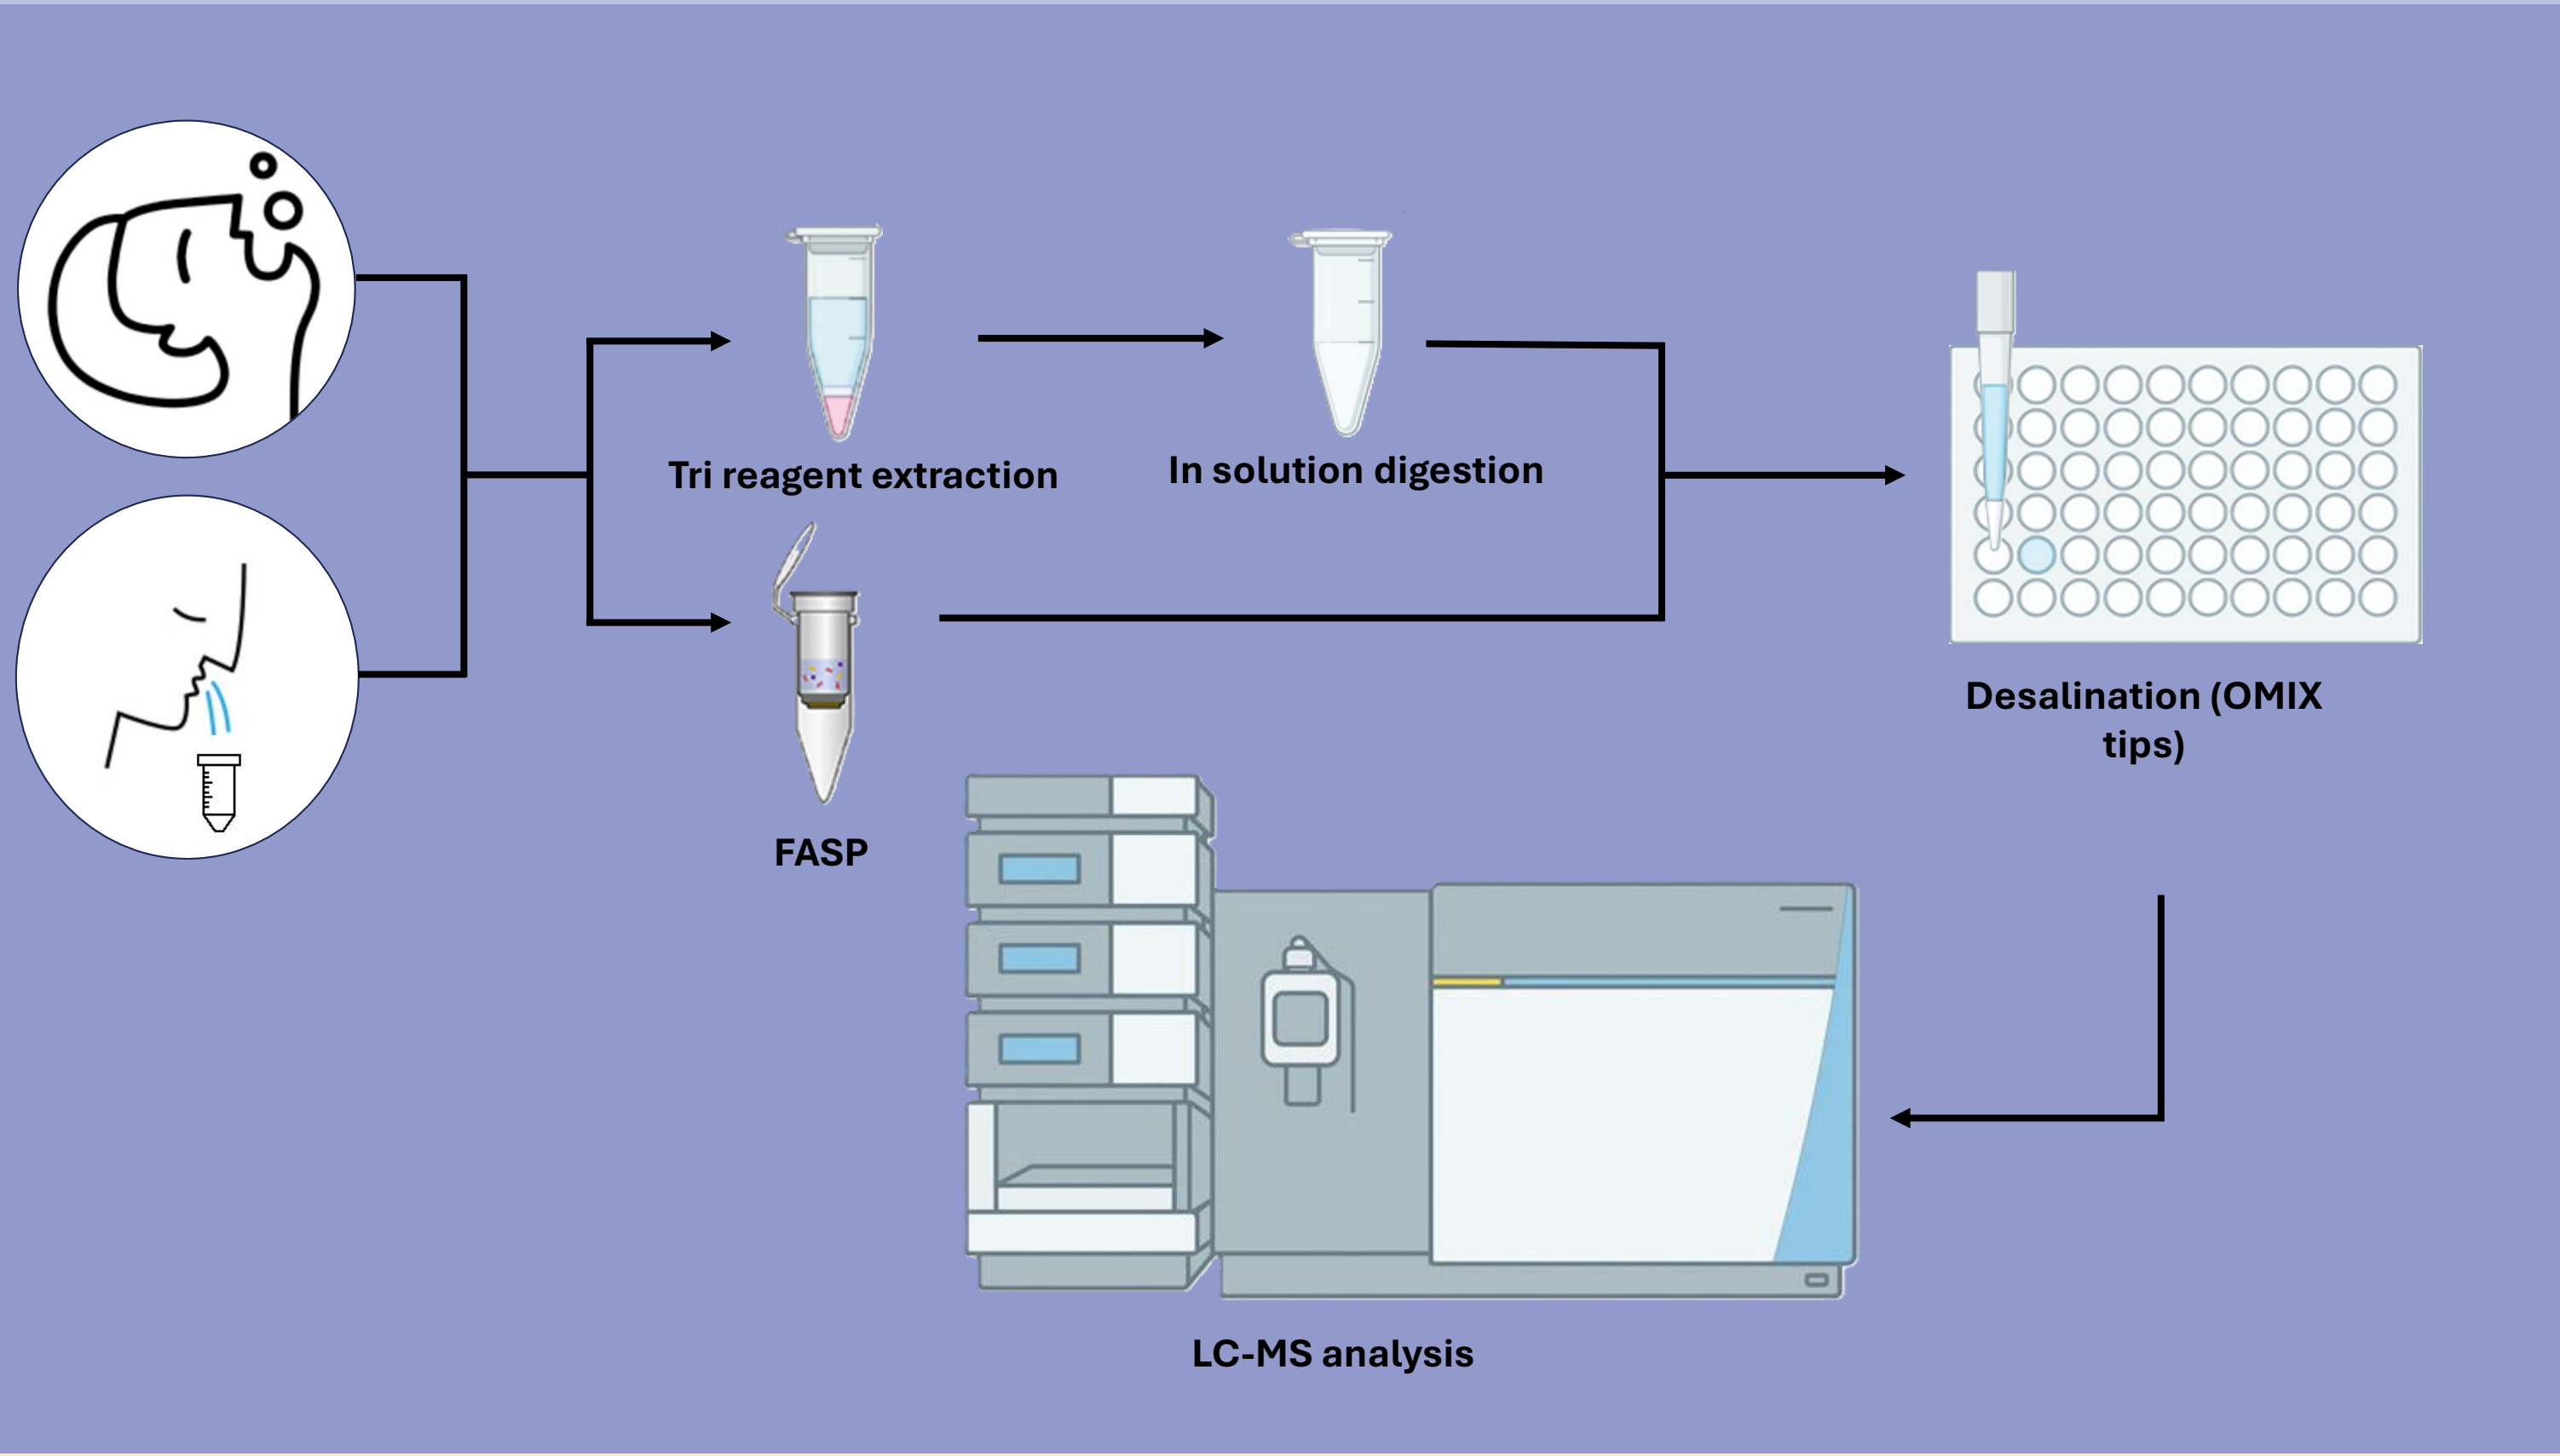 Tri reagent extraction
In solution digestion
FASP
Desalination (OMIX
tips)
LC-MS analysis